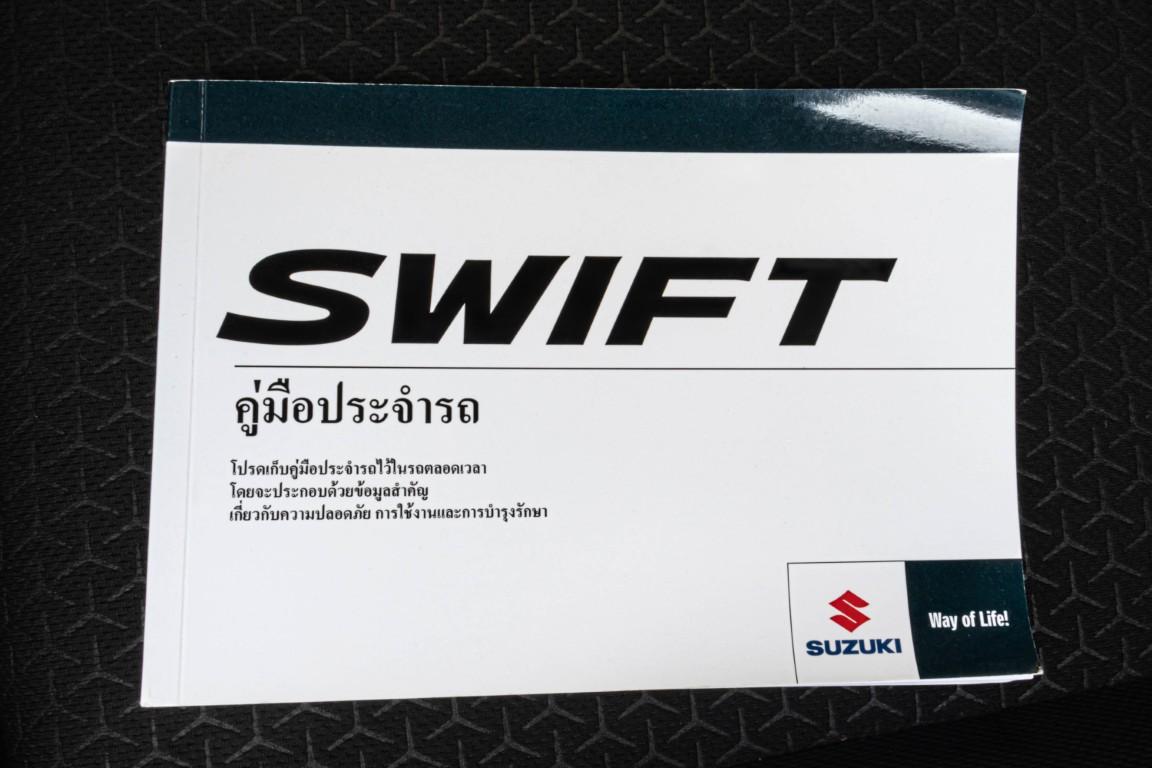 SWIFT
คู่มือประจำรถ
โปรดเก็บคู่มือประจำรถไว้ในรถตลอดเวลา
โดยจะประกอบด้วยข้อมูลสำคัญ
เกี่ยวกับความปลอดภัย การใช้งานและการบำรุงรักษา
Way of Life!
SUZUKI